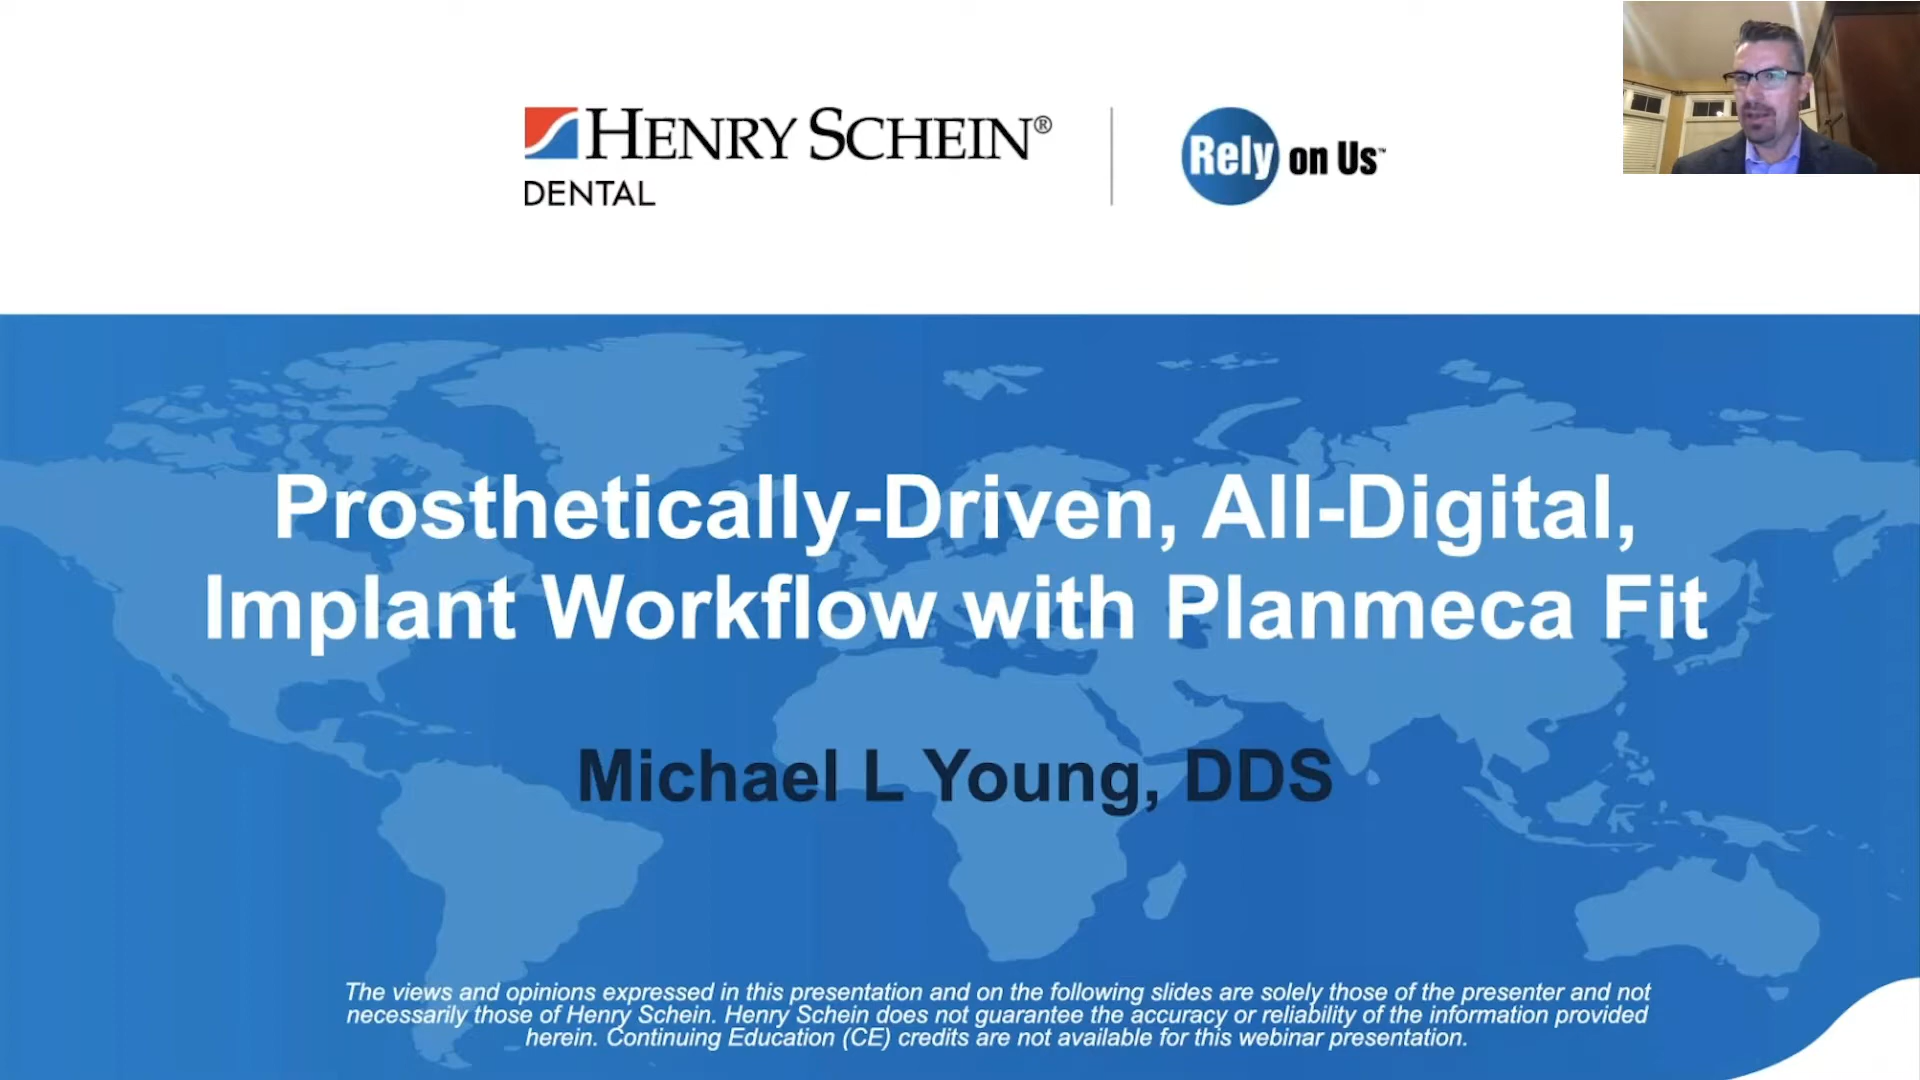 HENRY SCHEIN®
DENTAL
Rely on Us™
Prosthetically-Driven, All-Digital,
Implant Workflow with Planmeca Fit
Michael L Young, DDS
The views and opinions expressed in this presentation and on the following slides are solely those of the presenter and not
necessarily those of Henry Schein. Henry Schein does not guarantee the accuracy or reliability of the information provided
herein. Continuing Education (CE) credits are not available for this webinar presentation.